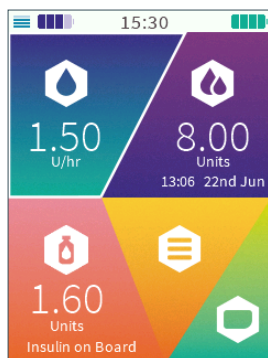 15:30
1.50
U/hr
8.00
Units
13:06 22nd Jun
1.60
Units
Insulin on Board